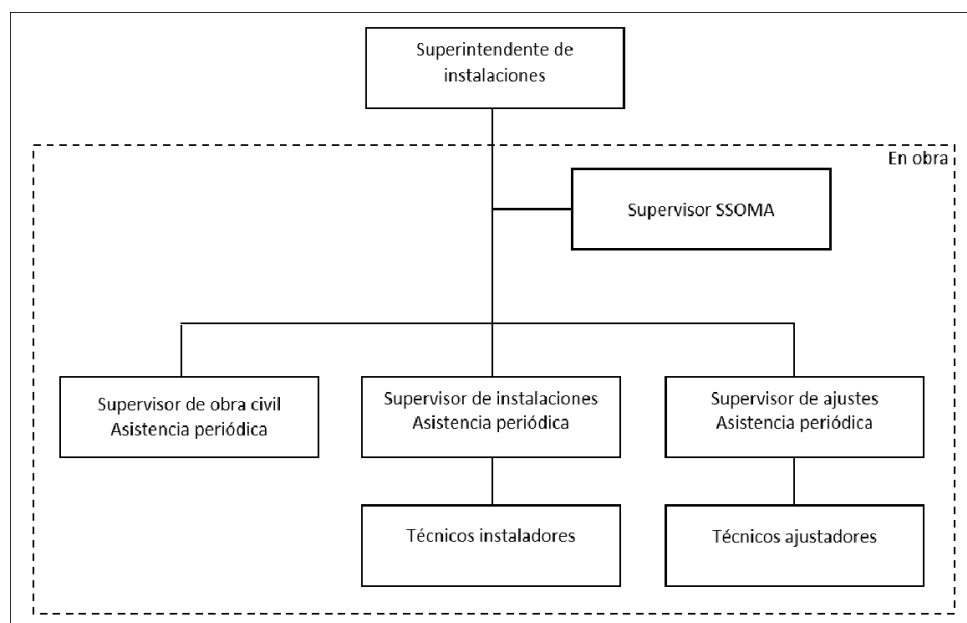 Superintendente de
instalaciones
En obra
Supervisor SSOMA
Supervisor de obra civil
Asistencia periódica
Supervisor de instalaciones
Asistencia periódica
Supervisor de ajustes
Asistencia periódica
Técnicos instaladores
Técnicos ajustadores